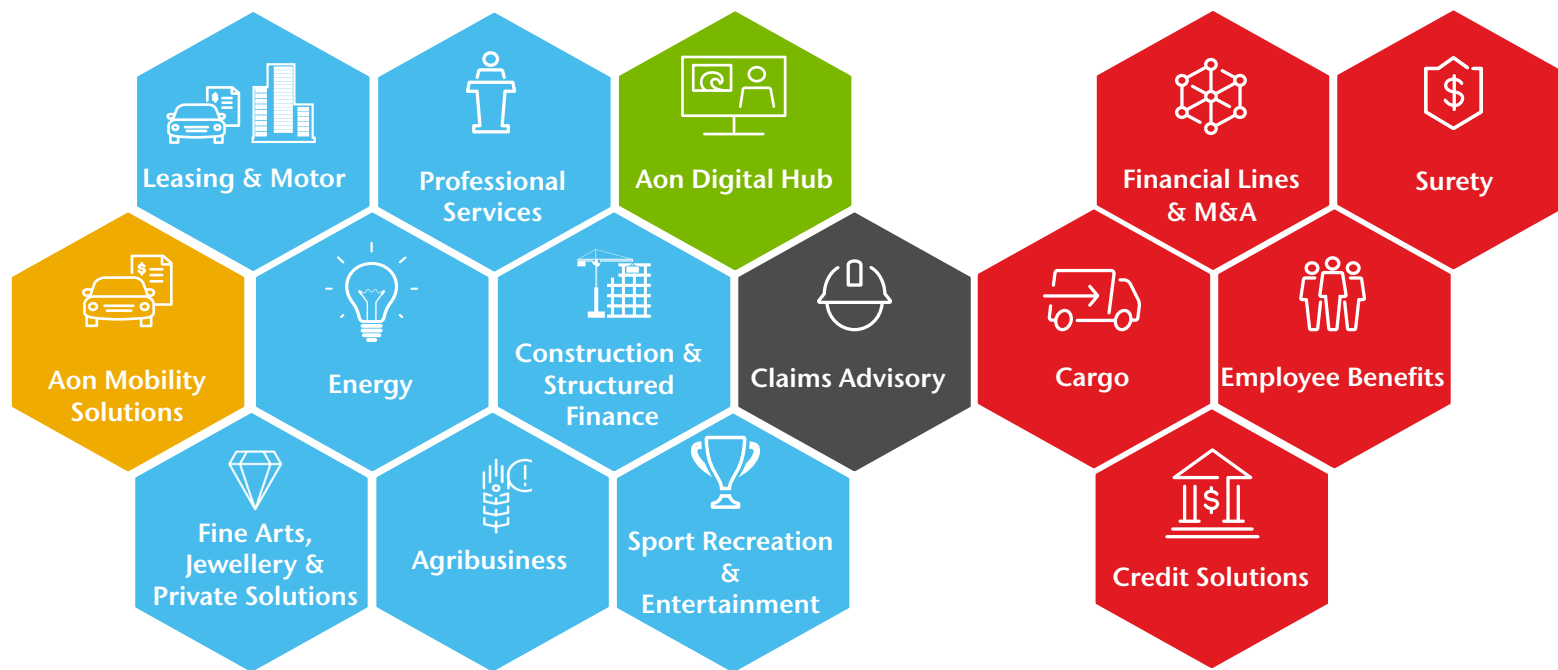 Leasing & Motor
Professional
Services
Aon Digital Hub
Financial Lines
& M&A
$
Surety
$
Aon Mobility
Solutions
$
Energy
Construction &
Structured
Finance
Claims Advisory
Cargo
Employee Benefits
Fine Arts,
Jewellery &
Private Solutions
!
Agribusiness
Sport Recreation
&
Entertainment
$
Credit Solutions